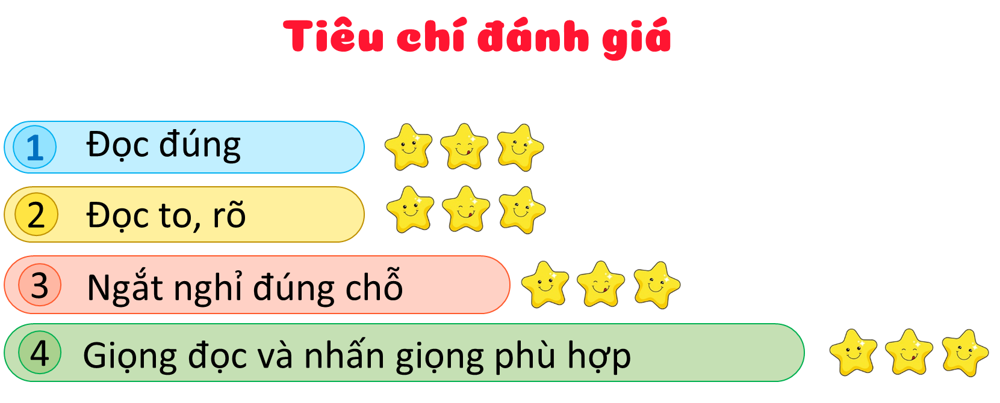 Tiêu chí đánh giá
1 Đọc đúng
2 Đọc to, rõ
3 Ngắt nghỉ đúng chỗ
4 Giọng đọc và nhấn giọng phù hợp